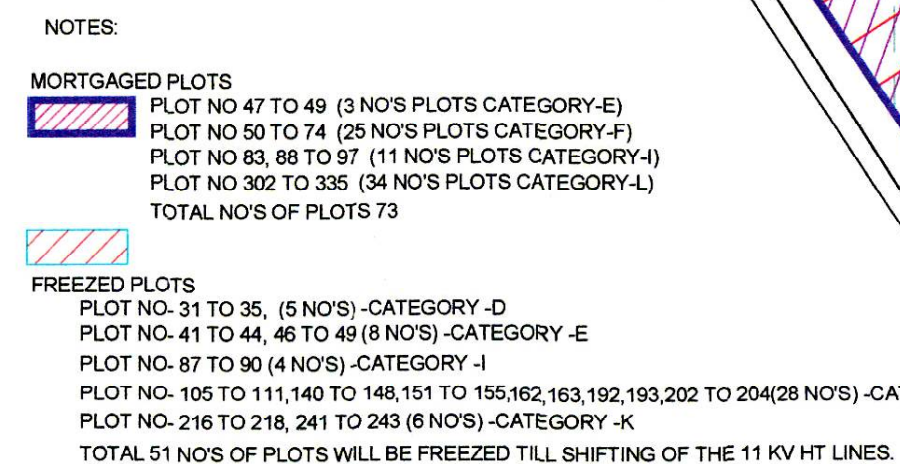 NOTES:
MORTGAGED PLOTS
PLOT NO 47 TO 49 (3 NO'S PLOTS CATEGORY-E)
PLOT NO 50 TO 74 (25 NO'S PLOTS CATEGORY-F)
PLOT NO 83, 88 TO 97 (11 NO'S PLOTS CATEGORY-I)
PLOT NO 302 TO 335 (34 NO'S PLOTS CATEGORY-L)
TOTAL NO'S OF PLOTS 73
FREEZED PLOTS
PLOT NO- 31 TO 35, (5 NO'S) -CATEGORY -D
PLOT NO- 41 TO 44, 46 TO 49 (8 NO'S) -CATEGORY -E
PLOT NO- 87 TO 90 (4 NO'S) -CATEGORY -I
PLOT NO- 105 TO 111,140 TO 148,151 TO 155,162,163,192,193,202 TO 204(28 NO'S) -CA
PLOT NO- 216 TO 218, 241 TO 243 (6 NO'S) -CATEGORY -K
TOTAL 51 NO'S OF PLOTS WILL BE FREEZED TILL SHIFTING OF THE 11 KV HT LINES.